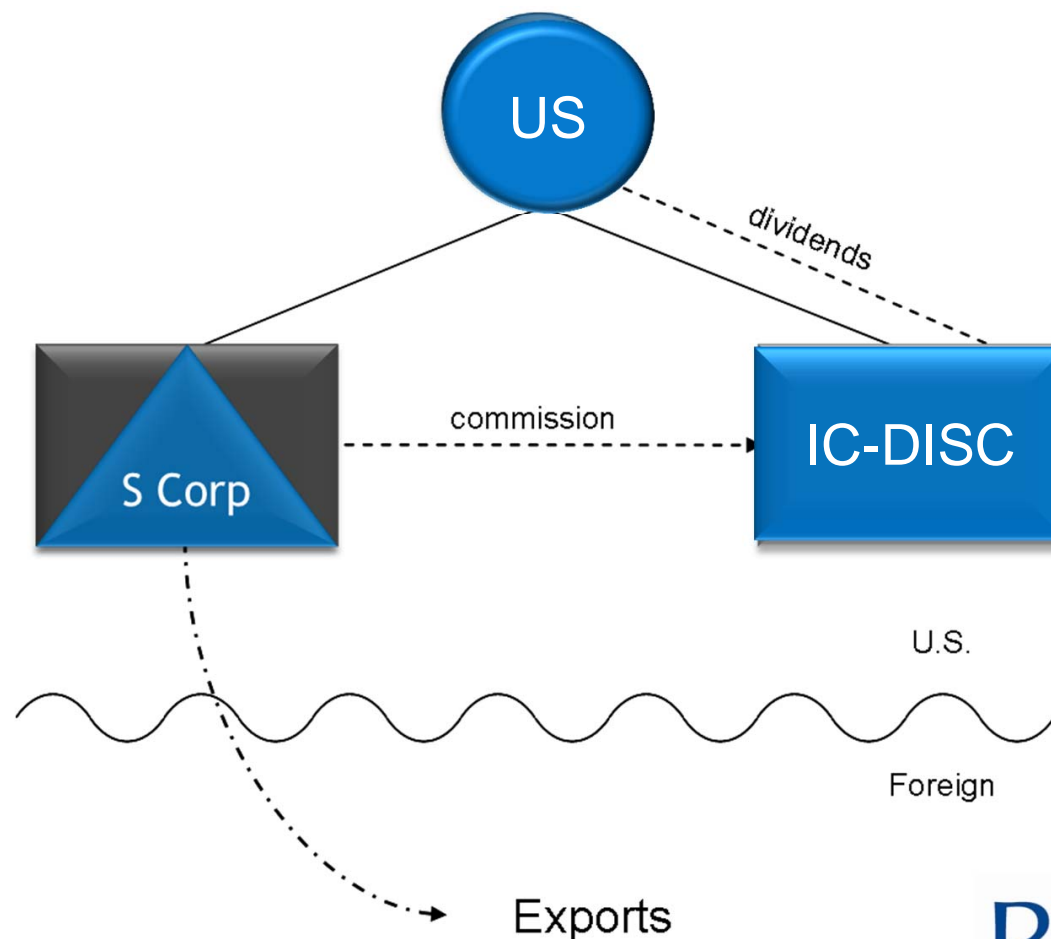 US
dividends
commission
S Corp
IC-DISC
U.S.
Foreign
Exports